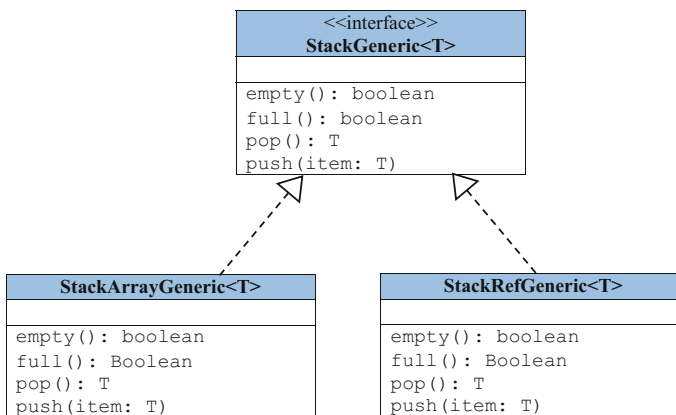 <<interface>>
StackGeneric<T>
empty(): boolean
full(): boolean
pop(): T
push(item: T)
StackArrayGeneric<T>
empty(): boolean
full(): Boolean
pop(): T
push(item: T)
StackRefGeneric<T>
empty(): boolean
full(): Boolean
pop(): T
push(item: T)